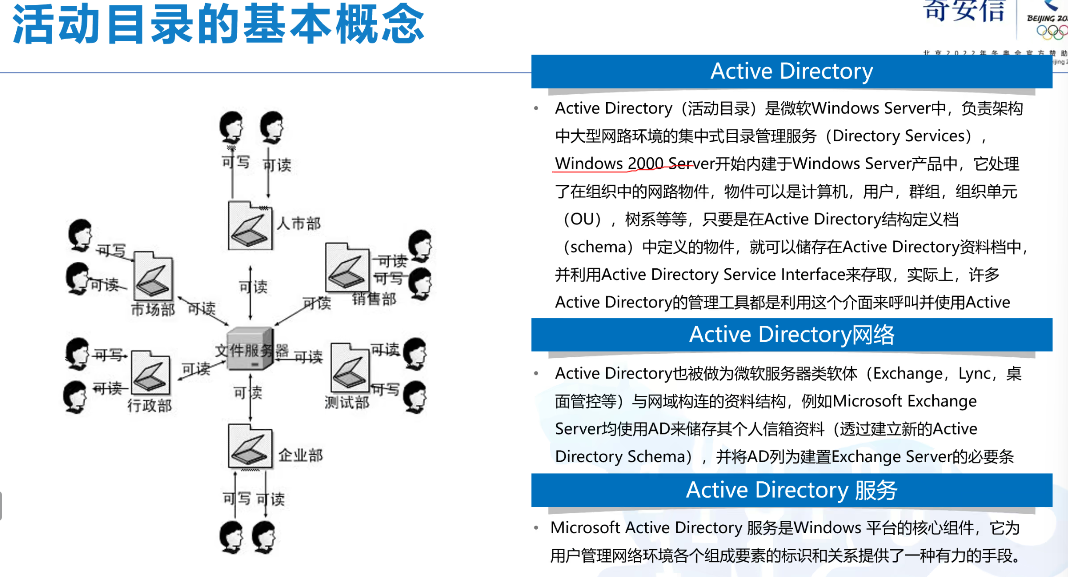 活动目录的基本概念
奇安信
BEIJING 20
北京2022年冬奥会官方赞助
Active Directory
• Active Directory（活动目录）是微软Windows Server中，负责架构
中大型网路环境的集中式目录管理服务（Directory Services），
Windows 2000 Server开始内建于Windows Server产品中，它处理
了在组织中的网路物件，物件可以是计算机，用户，群组，组织单元
（OU），树系等等，只要是在Active Directory结构定义档
（schema）中定义的物件，就可以储存在Active Directory资料档中，
并利用Active Directory Service Interface来存取，实际上，许多
Active Directory的管理工具都是利用这个介面来呼叫并使用Active
Active Directory网络
• Active Directory也被做为微软服务器类软体（Exchange，Lync，桌
面管控等）与网域构连的资料结构，例如Microsoft Exchange
Server均使用AD来储存其个人信箱资料（透过建立新的Active
Directory Schema），并将AD列为建置Exchange Server的必要条
Active Directory 服务
• Microsoft Active Directory 服务是Windows 平台的核心组件，它为
用户管理网络环境各个组成要素的标识和关系提供了一种有力的手段。
可写
可读
人市部
可写
可读
市场部
可读
可读
可读
可读
可写
销售部
文件服务器
可写
可读
行政部
可读
可读
可读
可写
测试部
可读
企业部
可写
可读